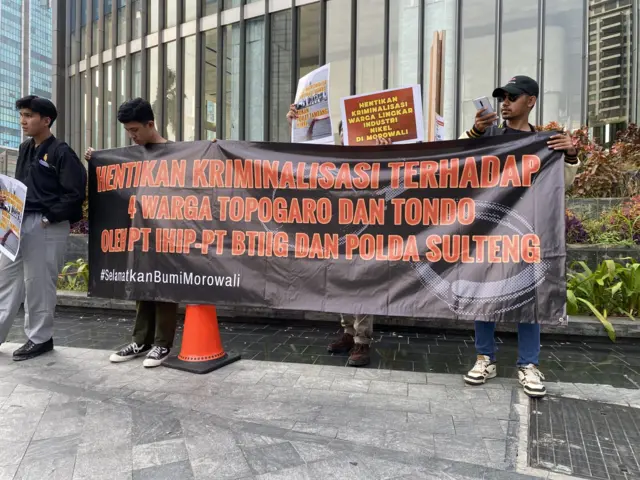 HENTIKAN
KRIMINALISASI
WARGA LINGKAR
INDUSTRI
NIKEL
DI MOROWALI
HENTIKAN KRIMINALISASI TERHADAP
4 WARGA TOPOGARO DAN TONDO
OLEH PT IHIP-PT BTIIG DAN POLDA SULTENG
#SelamatkanBumiMorowali